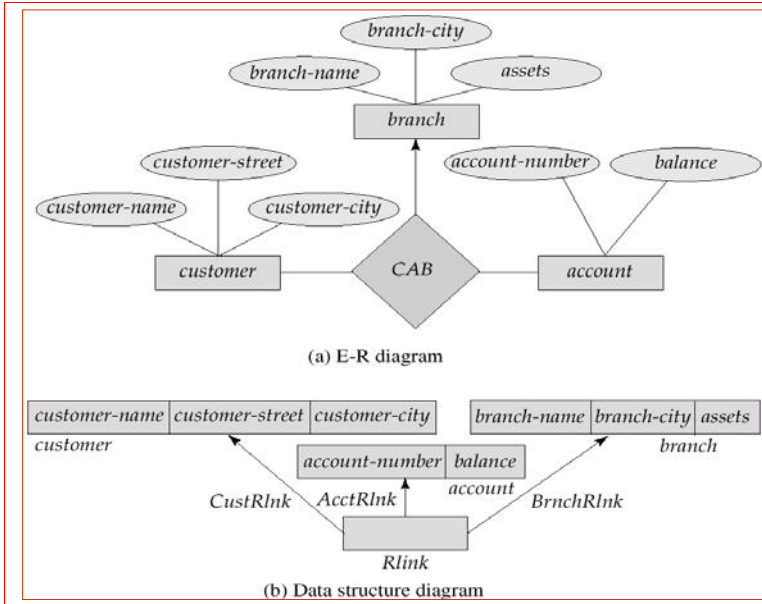 branch-city
branch-name
assets
branch
customer-street
account-number
balance
customer-name
customer-city
customer
CAB
account
(a) E-R diagram
customer-name customer-street customer-city
customer
branch-name branch-city assets
branch
account-number balance
account
CustRlnk
AcctRlnk
BrnchRlnk
Rlink
(b) Data structure diagram